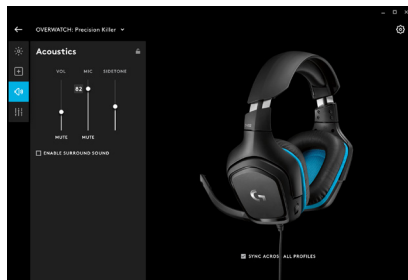 OVERWATCH: Precision Killer
Acoustics
VOL MIC SIDETONE
82
MUTE MUTE
ENABLE SURROUND SOUND
SYNC ACROSS ALL PROFILES